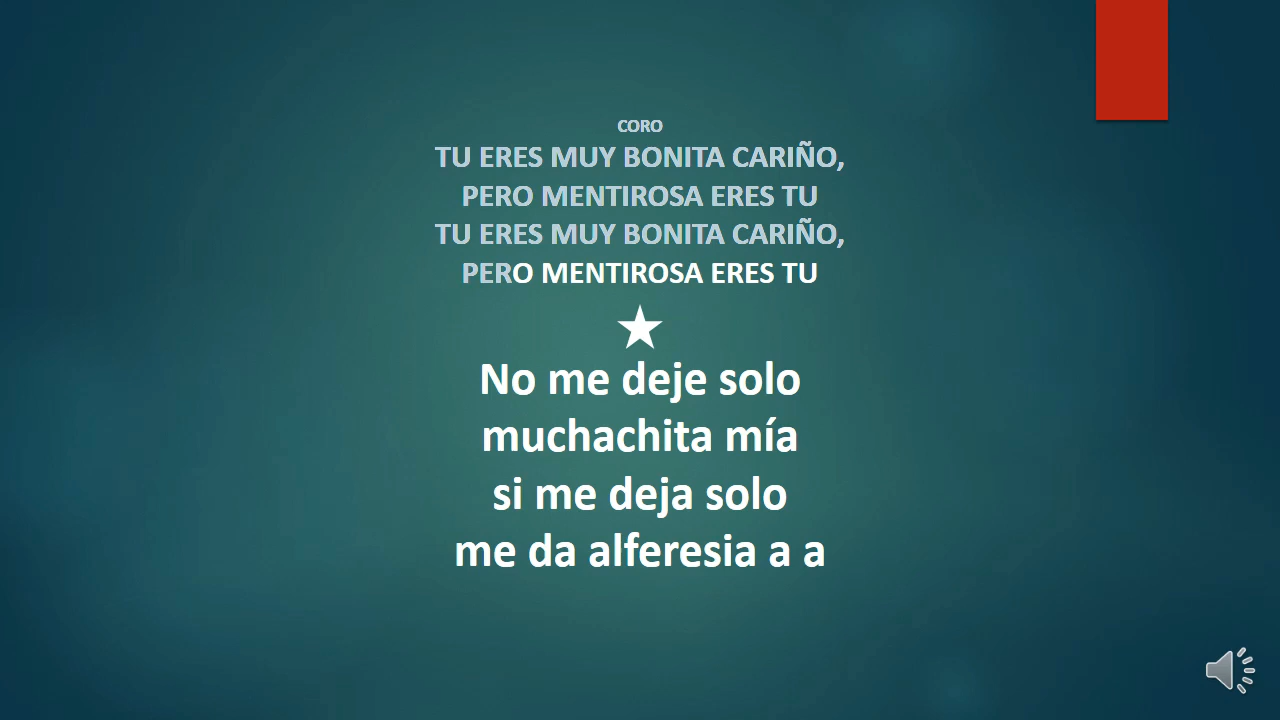 CORO
TU ERES MUY BONITA CARIÑO,
PERO MENTIROSA ERES TU
TU ERES MUY BONITA CARIÑO,
PERO MENTIROSA ERES TU
No me deje solo
muchachita mía
si me deja solo
me da alferesia a a